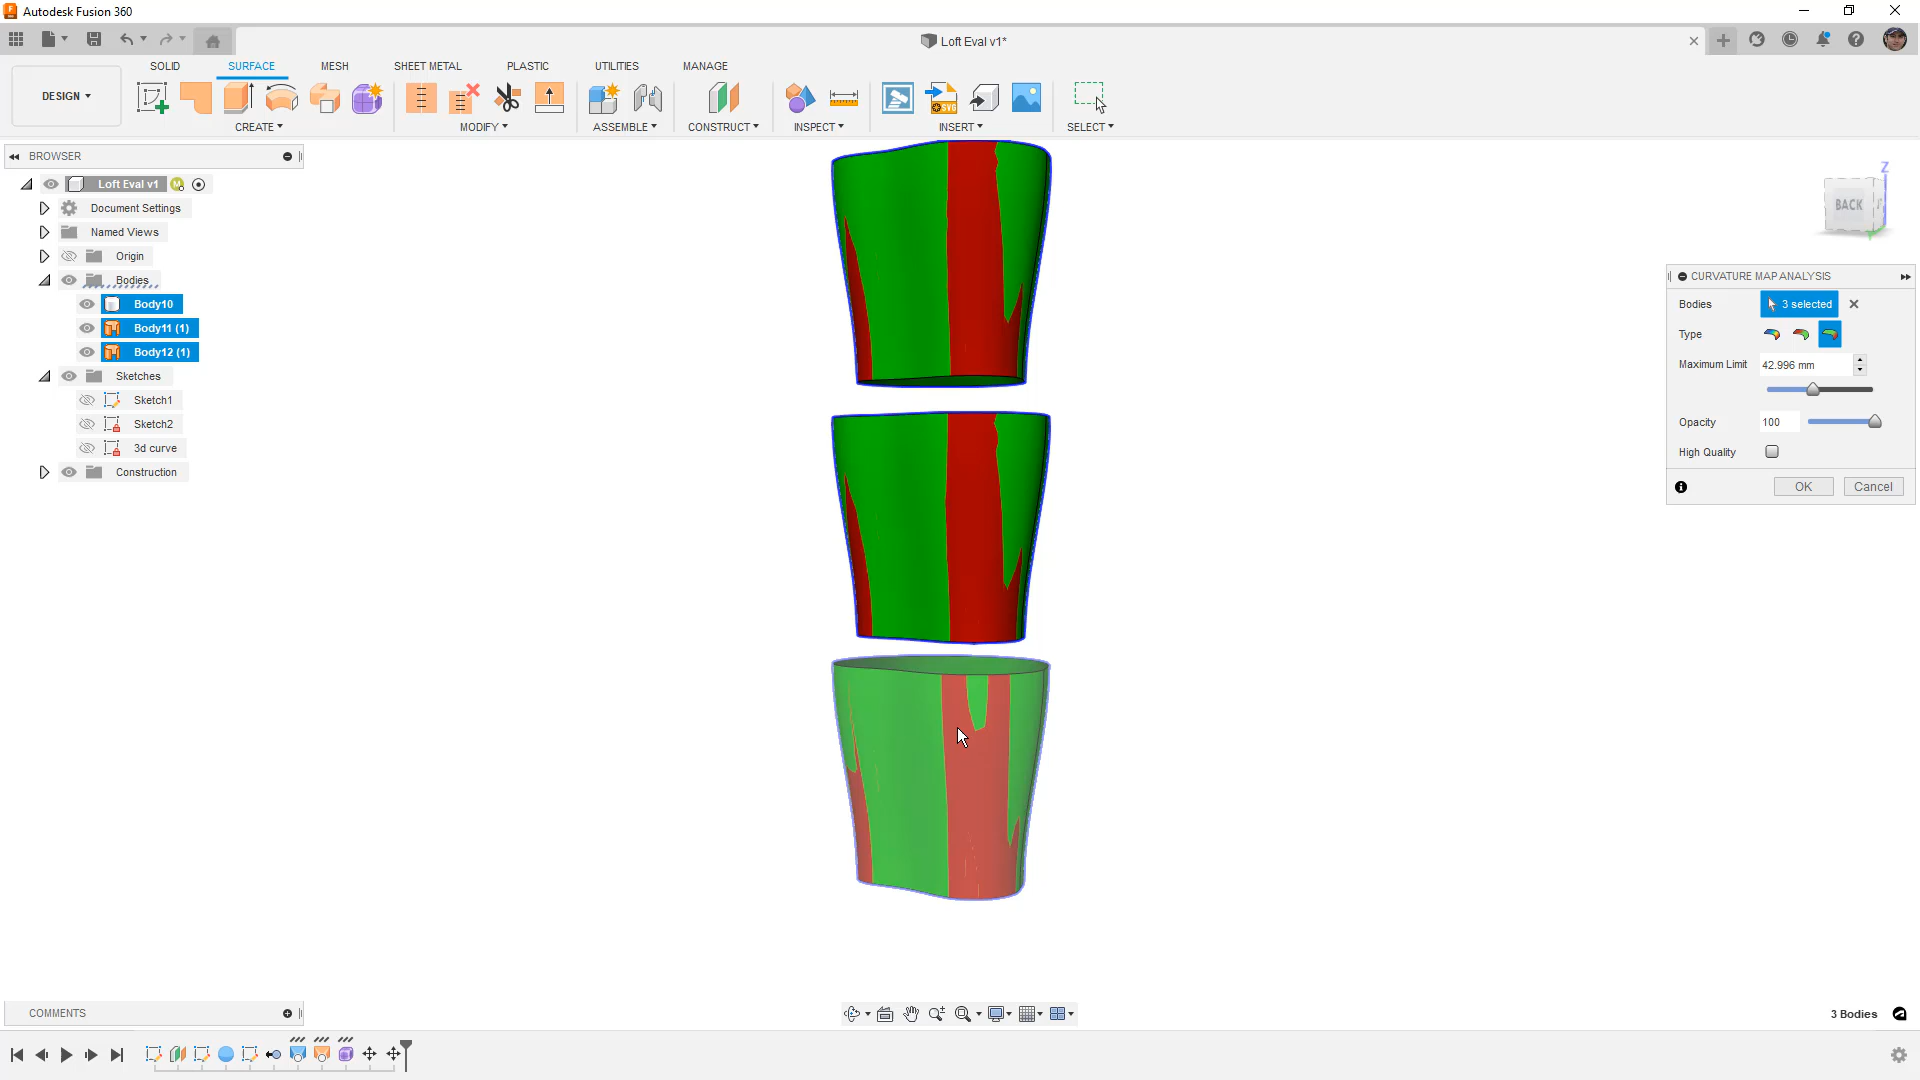 Autodesk Fusion 360
Loft Eval v1*
DESIGN
SOLID
SURFACE
MESH
SHEET METAL
PLASTIC
UTILITIES
MANAGE
SVG
CREATE
MODIFY
ASSEMBLE
CONSTRUCT
INSPECT
INSERT
SELECT
BROWSER
Loft Eval v1
M
Document Settings
Named Views
Origin
Bodies
Body10
Body11 (1)
Body12 (1)
Sketches
Sketch1
Sketch2
3d curve
Construction
Z
BACK
CURVATURE MAP ANALYSIS
Bodies
3 selected
Type
Maximum Limit
42.996 mm
Opacity
100
High Quality
OK
Cancel
COMMENTS
3 Bodies